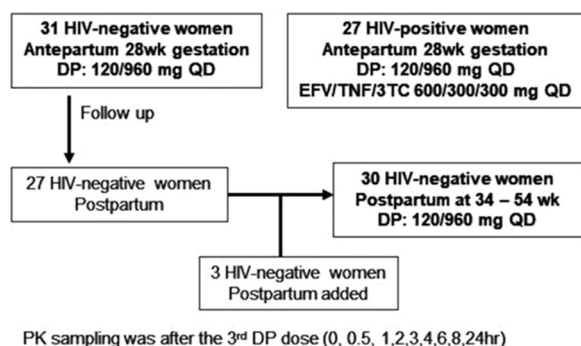 31 HIV-negative women
Antepartum 28wk gestation
DP: 120/960 mg QD
27 HIV-positive women
Antepartum 28wk gestation
DP: 120/960 mg QD
EFV/TNF/3TC 600/300/300 mg QD
Follow up
27 HIV-negative women
Postpartum
30 HIV-negative women
Postpartum at 34 – 54 wk
DP: 120/960 mg QD
3 HIV-negative women
Postpartum added
PK sampling was after the 3rd DP dose (0, 0.5, 1,2,3,4,6,8,24hr)